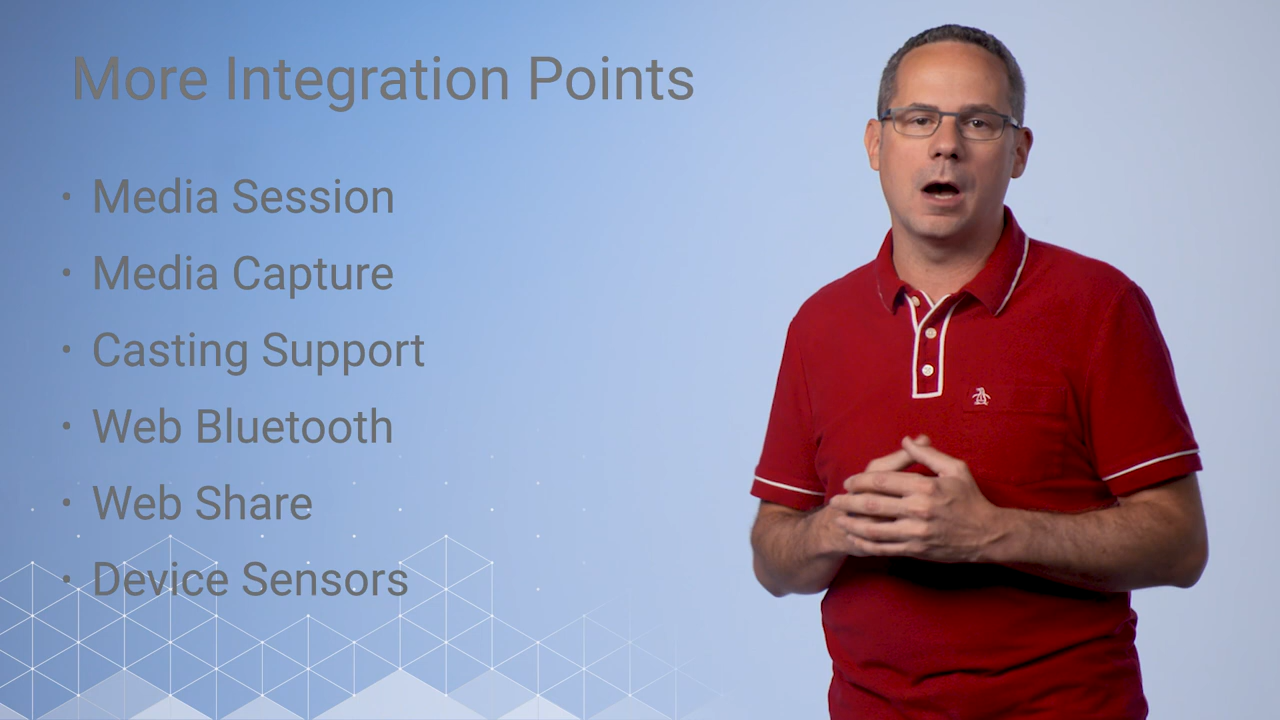 More Integration Points
• Media Session
• Media Capture
• Casting Support
• Web Bluetooth
• Web Share
• Device Sensors